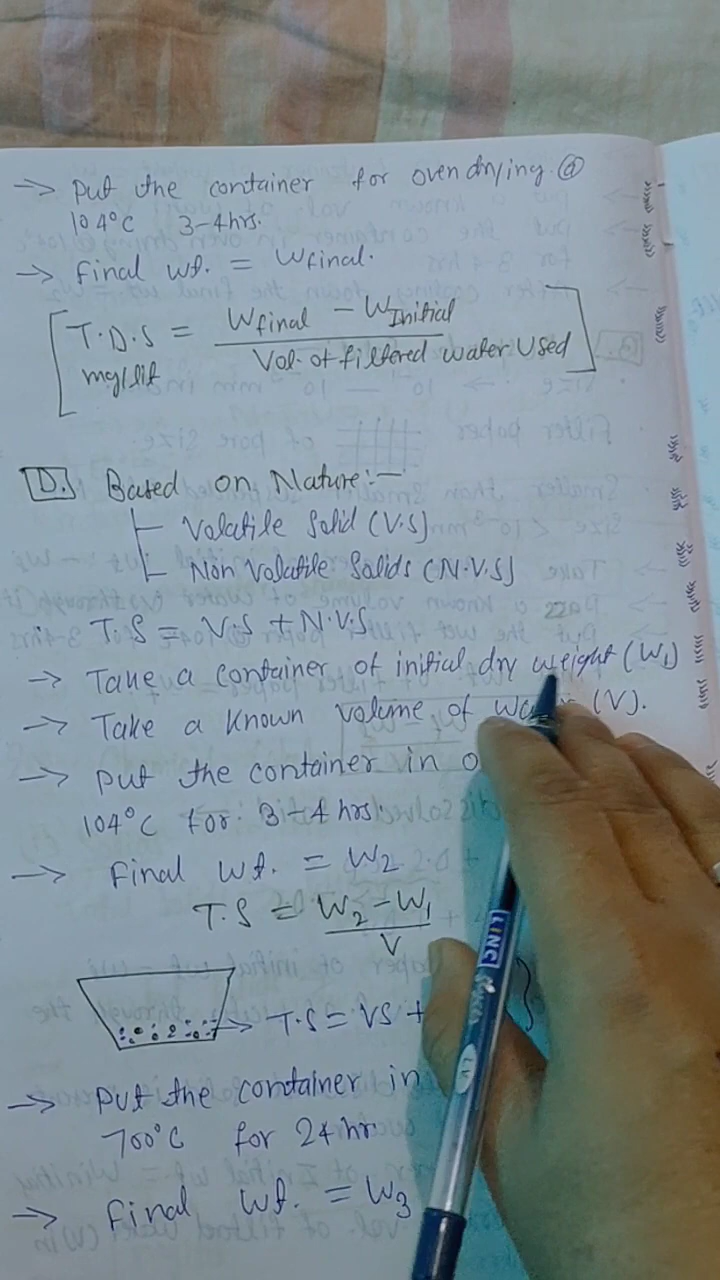 → Put the container for oven drying @
104°C 3-4hrs.
→ final wt. = Wfinal.
T.D.S = Wfinal - WInitial
mg/lit Vol. of filtered water Used
D. Based on Nature:-
Volatile Solid (V.S)
Non Volatile Solids (N.V.S)
∴ T.S = V.S + N.V.S
→ Take a container of initial dry weight (W1)
→ Take a known volume of (V).
→ Put the container in
104°C for 3-4 hrs.
→ Final wt. = W2
T.S = W2-W1
V
→ T.S = VS +
→ Put the container in
700°C for 24 hr
→ final wt. = W3
LINC